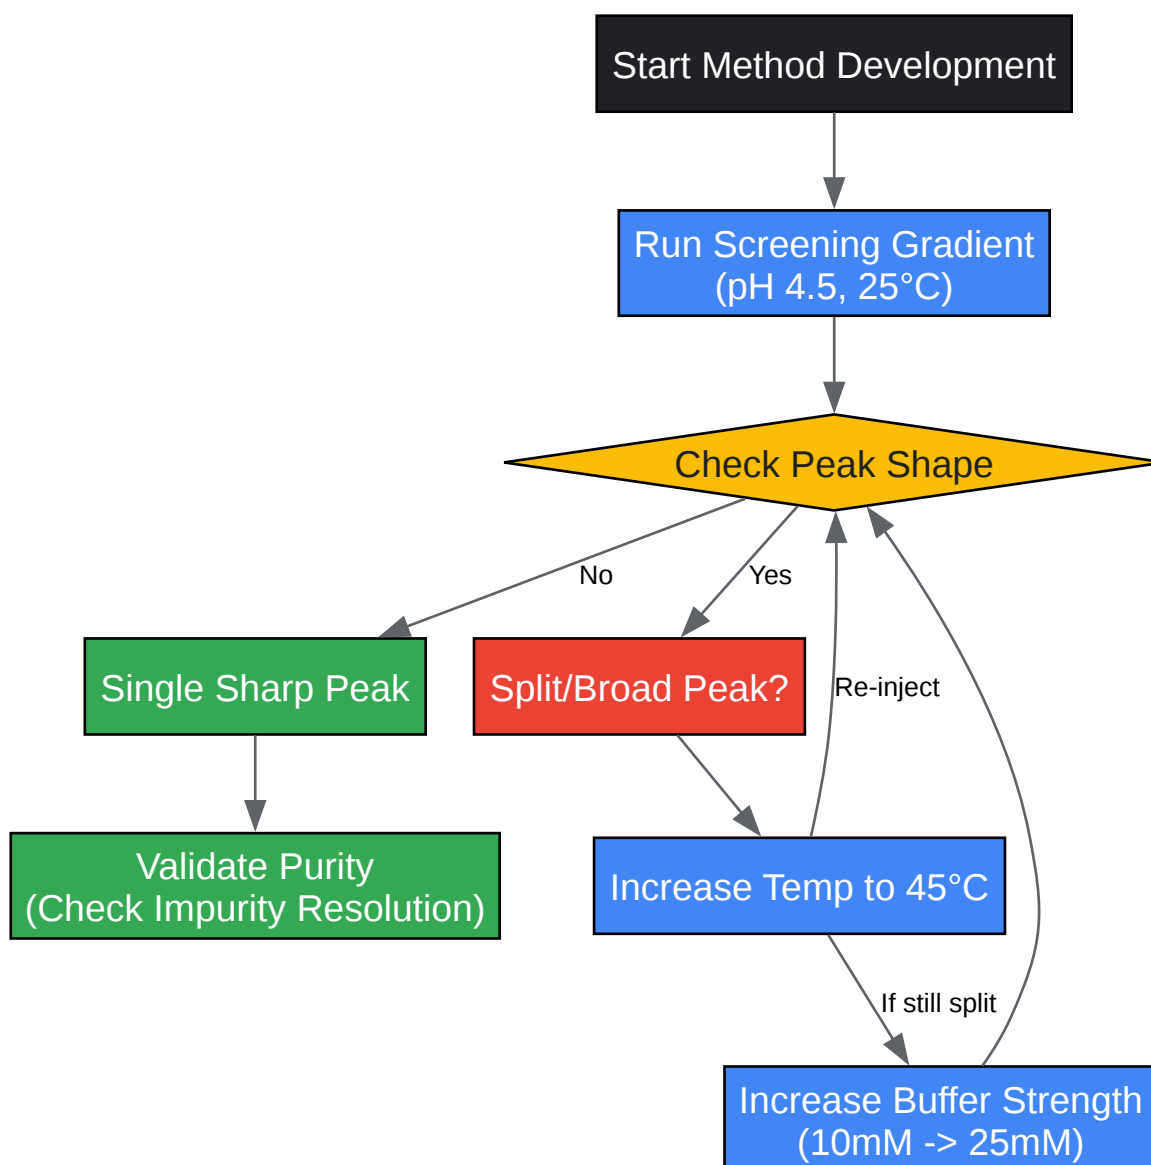 Start Method Development
Run Screening Gradient
(pH 4.5, 25°C)
Check Peak Shape
No
Yes
Single Sharp Peak
Split/Broad Peak?
Re-inject
Validate Purity
(Check Impurity Resolution)
Increase Temp to 45°C
If still split
Increase Buffer Strength
(10mM -> 25mM)